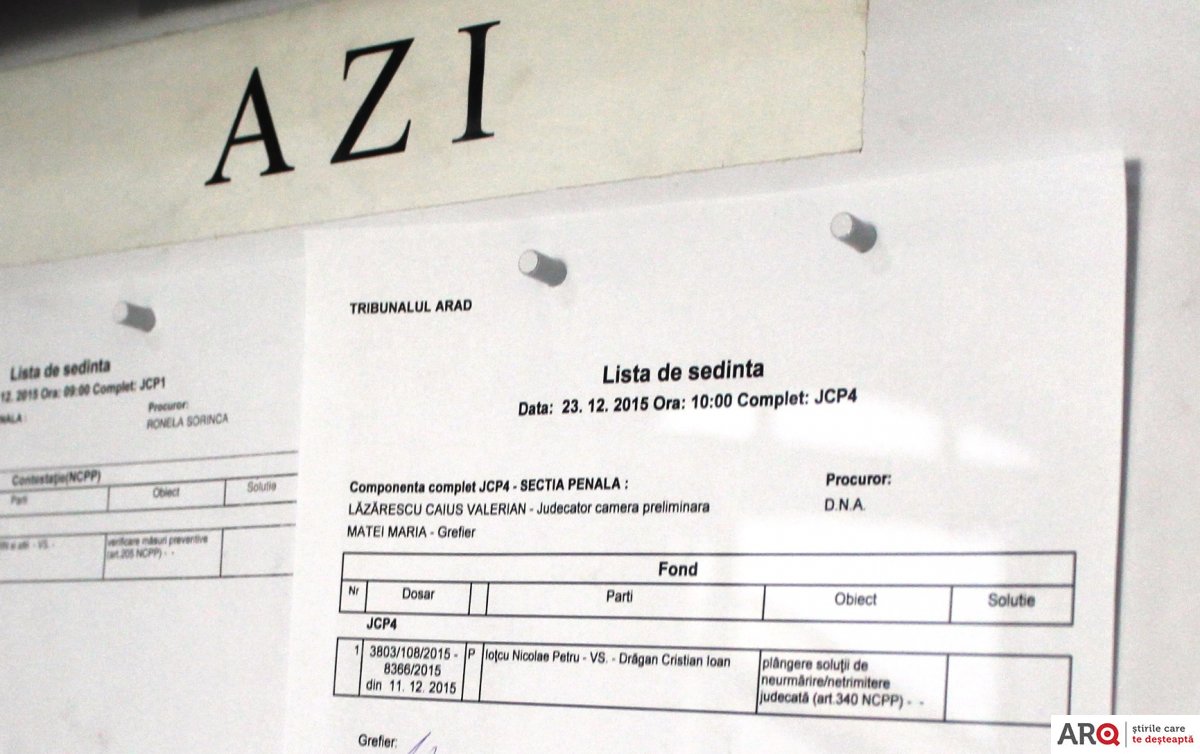 AZI
Lista de sedinta
12. 2015 Ora: 09:00 Complet: JCP1
Procuror:
RONELA SORINCA
Contestaţie(NCPP)
Parti Obiect Solutie
verificare măsuri preventive
(art.205 NCPP) - -
TRIBUNALUL ARAD
Lista de sedinta
Data: 23. 12. 2015 Ora: 10:00 Complet: JCP4
Componenta complet JCP4 - SECTIA PENALA :
LĂZĂRESCU CAIUS VALERIAN - Judecator camera preliminara
MATEI MARIA - Grefier
Procuror:
D.N.A.
Fond
Nr Dosar Parti Obiect Solutie
JCP4
1 3803/108/2015 - P Ioţcu Nicolae Petru - VS. - Drăgan Cristian Ioan plângere soluţii de
8366/2015 neurmărire/netrimitere
din 11. 12. 2015 judecată (art.340 NCPP) - -
Grefier:
ARQ
știrile care
te deșteaptă